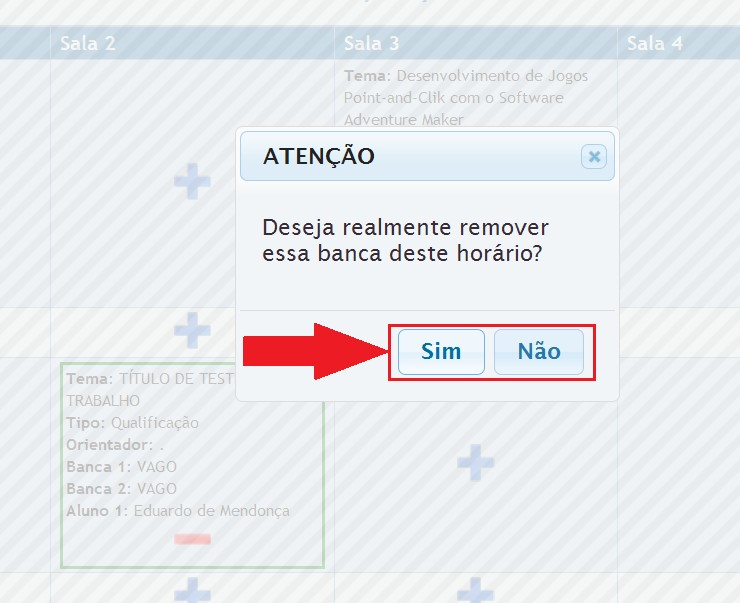 Sala 2
Sala 3
Sala 4
Tema: Desenvolvimento de Jogos
Point-and-Clik com o Software
Adventure Maker
ATENÇÃO
Deseja realmente remover
essa banca deste horário?
Sim
Não
Tema: TÍTULO DE TEST
TRABALHO
Tipo: Qualificação
Orientador: .
Banca 1: VAGO
Banca 2: VAGO
Aluno 1: Eduardo de Mendonça